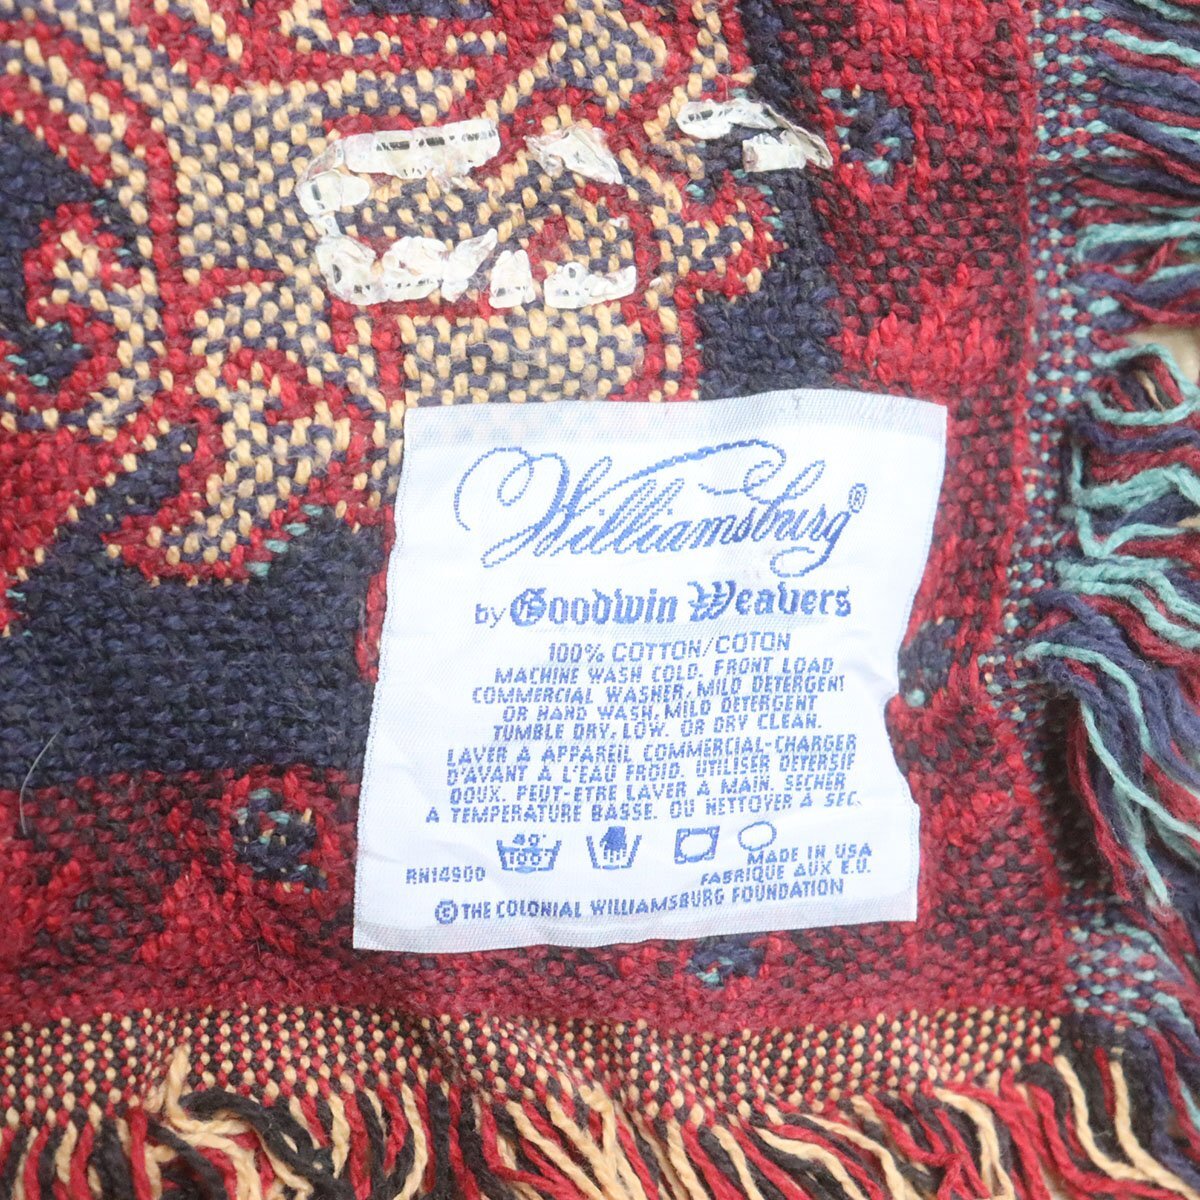 Williamsburg®
by Goodwin Weavers
100% COTTON/COTON
MACHINE WASH COLD, FRONT LOAD
COMMERCIAL WASHER, MILD DETERGENT
OR HAND WASH, MILD DETERGENT
TUMBLE DRY, LOW. OR DRY CLEAN.
LAVER A APPAREIL COMMERCIAL-CHARGER
D'AVANT A L'EAU FROID. UTILISER DETERSIF
DOUX. PEUT-ETRE LAVER A MAIN. SECHER
A TEMPERATURE BASSE. OU NETTOYER A SEC.
40°
100
MADE IN USA
RN14900 FABRIQUE AUX E.U.
© THE COLONIAL WILLIAMSBURG FOUNDATION